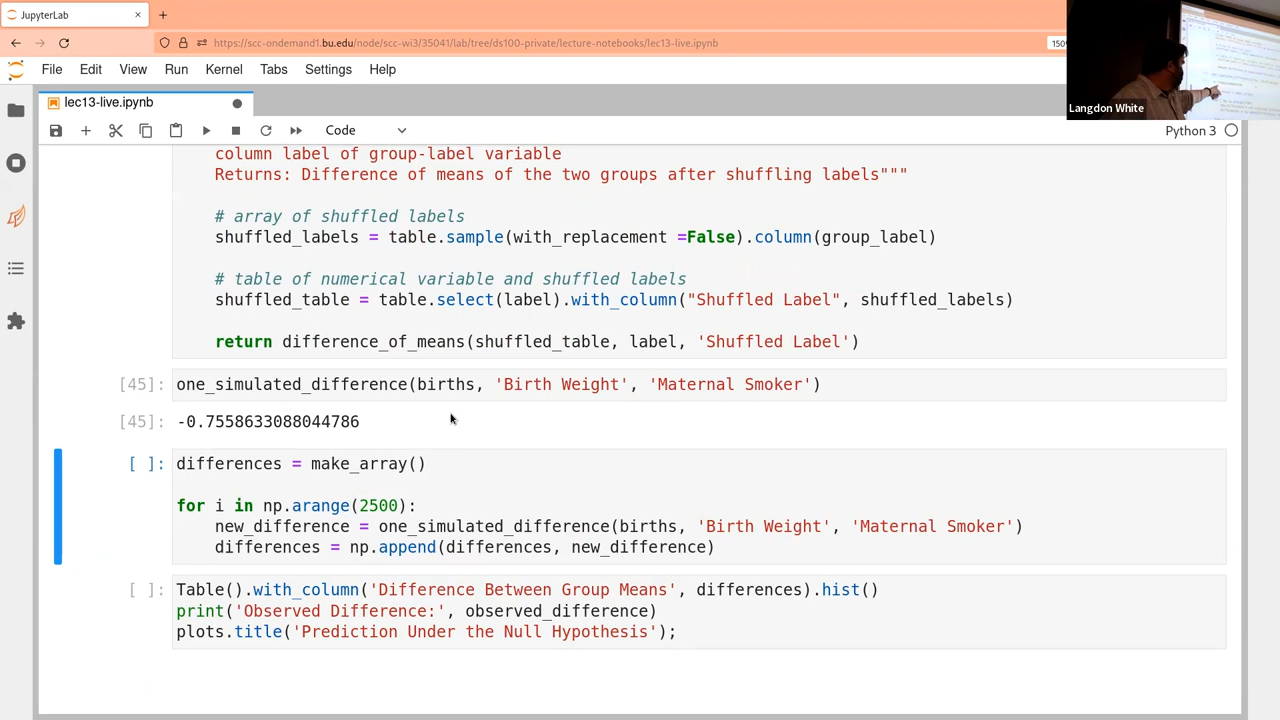 JupyterLab
https://scc-ondemand1.bu.edu/node/scc-wi3/35041/lab/tree/ds100-private/lecture-notebooks/lec13-live.ipynb
150%
File Edit View Run Kernel Tabs Settings Help
Langdon White
lec13-live.ipynb
Code
Python 3
column label of group-label variable
Returns: Difference of means of the two groups after shuffling labels"""
# array of shuffled labels
shuffled_labels = table.sample(with_replacement =False).column(group_label)
# table of numerical variable and shuffled labels
shuffled_table = table.select(label).with_column("Shuffled Label", shuffled_labels)
return difference_of_means(shuffled_table, label, 'Shuffled Label')
[45]: one_simulated_difference(births, 'Birth Weight', 'Maternal Smoker')
[45]: -0.7558633088044786
[ ]: differences = make_array()
for i in np.arange(2500):
new_difference = one_simulated_difference(births, 'Birth Weight', 'Maternal Smoker')
differences = np.append(differences, new_difference)
[ ]: Table().with_column('Difference Between Group Means', differences).hist()
print('Observed Difference:', observed_difference)
plots.title('Prediction Under the Null Hypothesis');